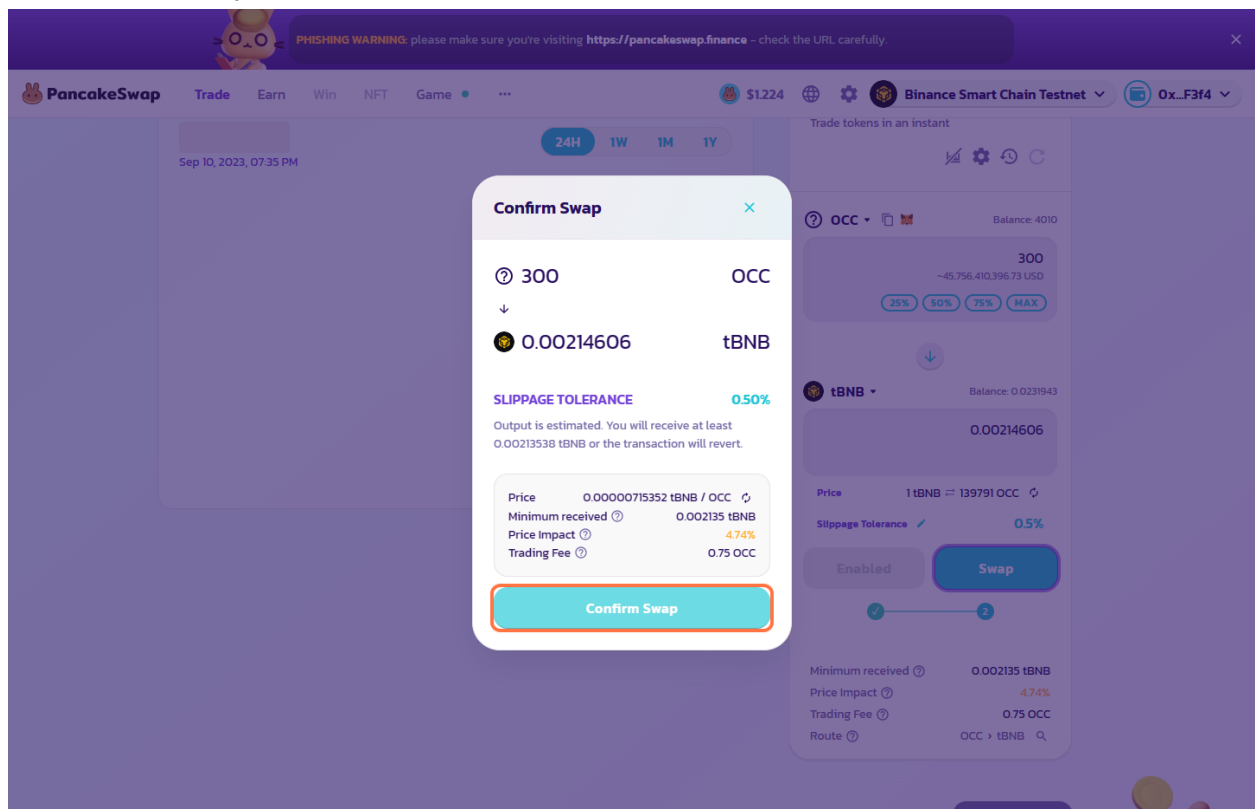 PHISHING WARNING: please make sure you're visiting https://pancakeswap.finance - check the URL carefully.
PancakeSwap Trade Earn Win NFT Game ... $1.224 Binance Smart Chain Testnet 0x...F3f4
Sep 10, 2023, 07:35 PM
24H 1W 1M 1Y
Confirm Swap
300 OCC
0.00214606 tBNB
SLIPPAGE TOLERANCE 0.50%
Output is estimated. You will receive at least
0.00213538 tBNB or the transaction will revert.
Price 0.00000715352 tBNB / OCC
Minimum received 0.002135 tBNB
Price Impact 4.74%
Trading Fee 0.75 OCC
Confirm Swap
Trade tokens in an instant
OCC Balance: 4010
300
~45,756,410,396.73 USD
25% 50% 75% MAX
tBNB Balance: 0.0231943
0.00214606
Price 1 tBNB ⇌ 139791 OCC
Slippage Tolerance 0.5%
Enabled Swap
2
Minimum received 0.002135 tBNB
Price Impact 4.74%
Trading Fee 0.75 OCC
Route OCC > tBNB